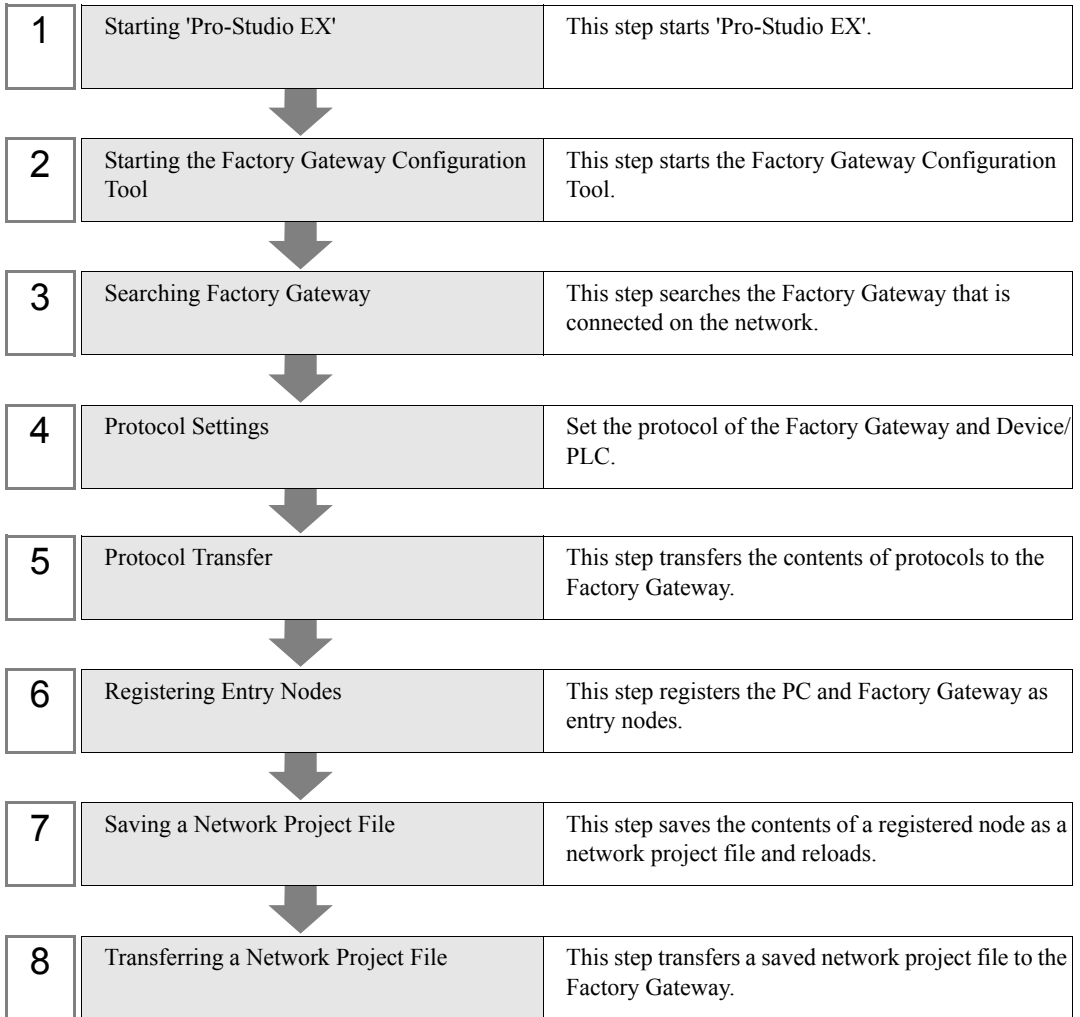 1
Starting 'Pro-Studio EX'
This step starts 'Pro-Studio EX'.
2
Starting the Factory Gateway Configuration
Tool
This step starts the Factory Gateway Configuration
Tool.
3
Searching Factory Gateway
This step searches the Factory Gateway that is
connected on the network.
4
Protocol Settings
Set the protocol of the Factory Gateway and Device/
PLC.
5
Protocol Transfer
This step transfers the contents of protocols to the
Factory Gateway.
6
Registering Entry Nodes
This step registers the PC and Factory Gateway as
entry nodes.
7
Saving a Network Project File
This step saves the contents of a registered node as a
network project file and reloads.
8
Transferring a Network Project File
This step transfers a saved network project file to the
Factory Gateway.